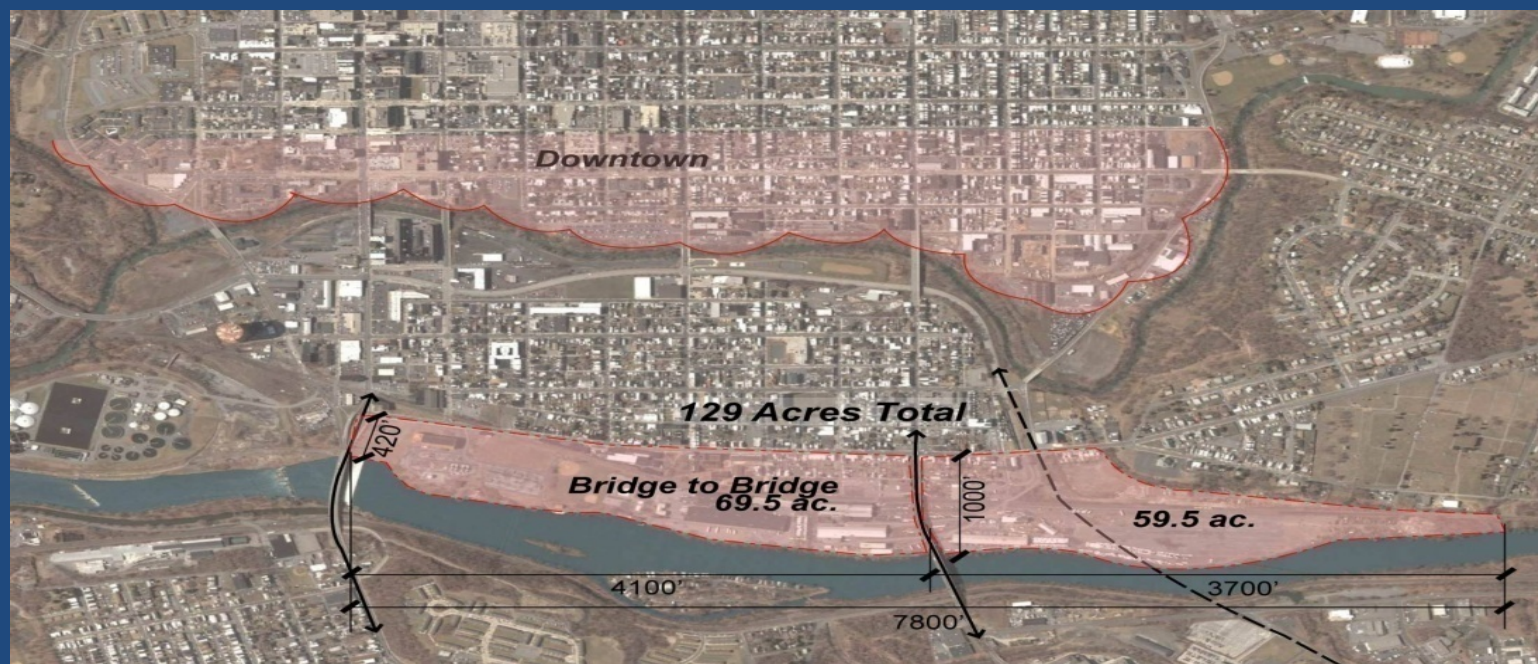 Downtown
129 Acres Total
420'
Bridge to Bridge
69.5 ac.
1000'
59.5 ac.
4100'
3700'
7800'